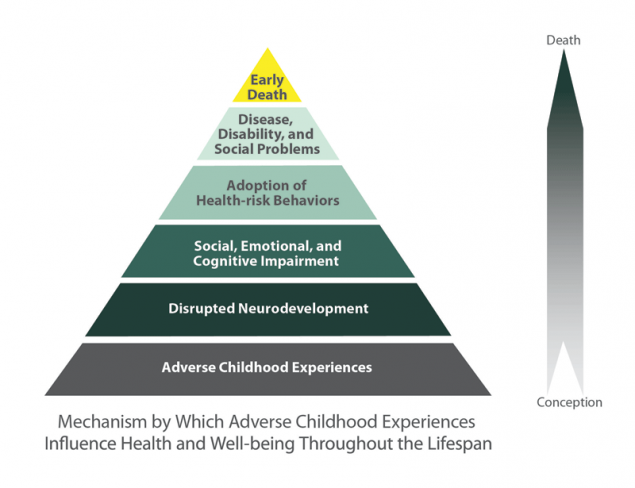 Death
Early
Death
Disease,
Disability, and
Social Problems
Adoption of
Health-risk Behaviors
Social, Emotional, and
Cognitive Impairment
Disrupted Neurodevelopment
Adverse Childhood Experiences
Conception
Mechanism by Which Adverse Childhood Experiences
Influence Health and Well-being Throughout the Lifespan